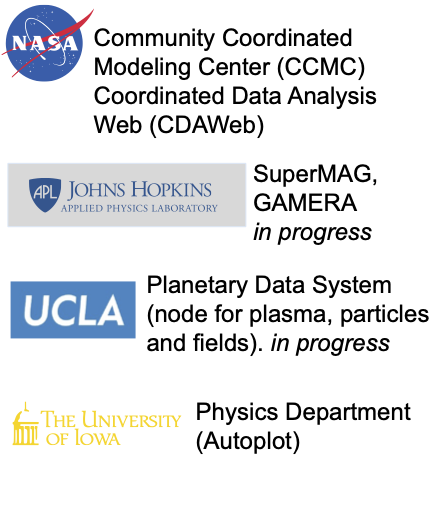 NASA
Community Coordinated
Modeling Center (CCMC)
Coordinated Data Analysis
Web (CDAWeb)
APL
JOHNS HOPKINS
APPLIED PHYSICS LABORATORY
SuperMAG,
GAMERA
in progress
UCLA
Planetary Data System
(node for plasma, particles
and fields). in progress
THE UNIVERSITY
OF IOWA
Physics Department
(Autoplot)